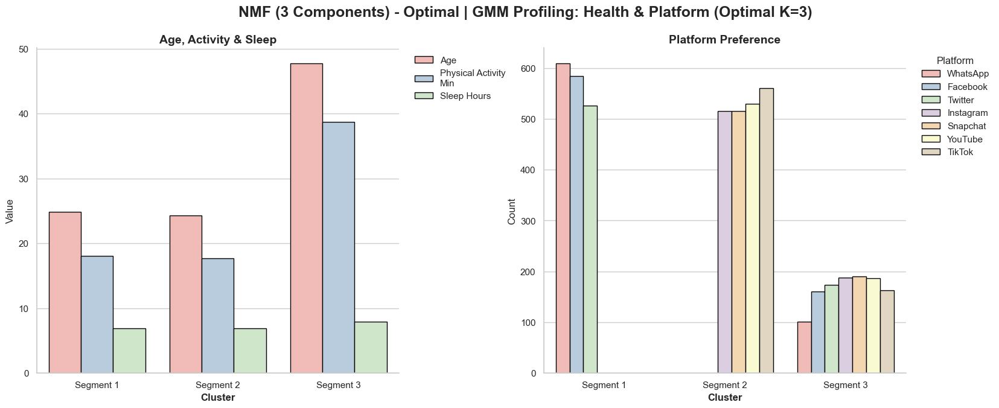 NMF (3 Components) - Optimal | GMM Profiling: Health & Platform (Optimal K=3)
Age, Activity & Sleep
50
40
30
20
10
0
Value
Segment 1
Segment 2
Segment 3
Cluster
Age
Physical Activity
Min
Sleep Hours
Platform Preference
600
500
400
300
200
100
0
Count
Segment 1
Segment 2
Segment 3
Cluster
Platform
WhatsApp
Facebook
Twitter
Instagram
Snapchat
YouTube
TikTok